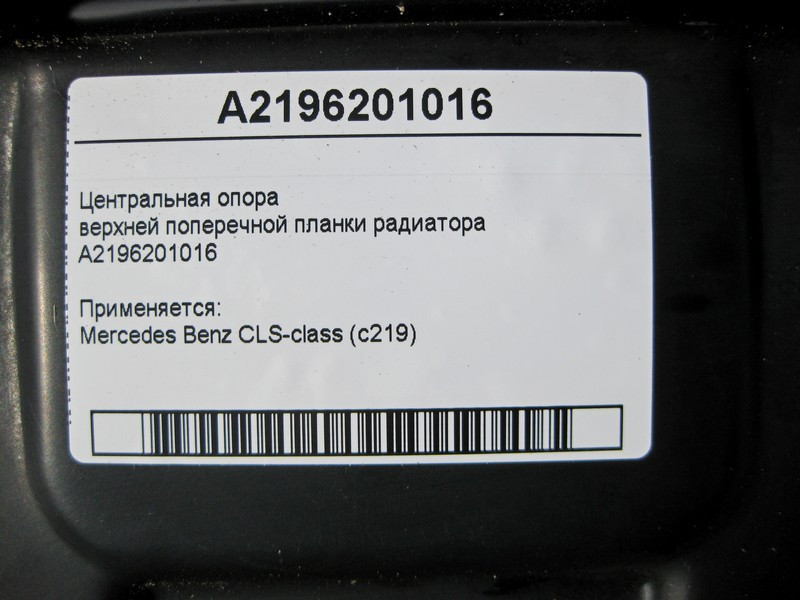 A2196201016
Центральная опора
верхней поперечной планки радиатора
A2196201016
Применяется:
Mercedes Benz CLS-class (c219)